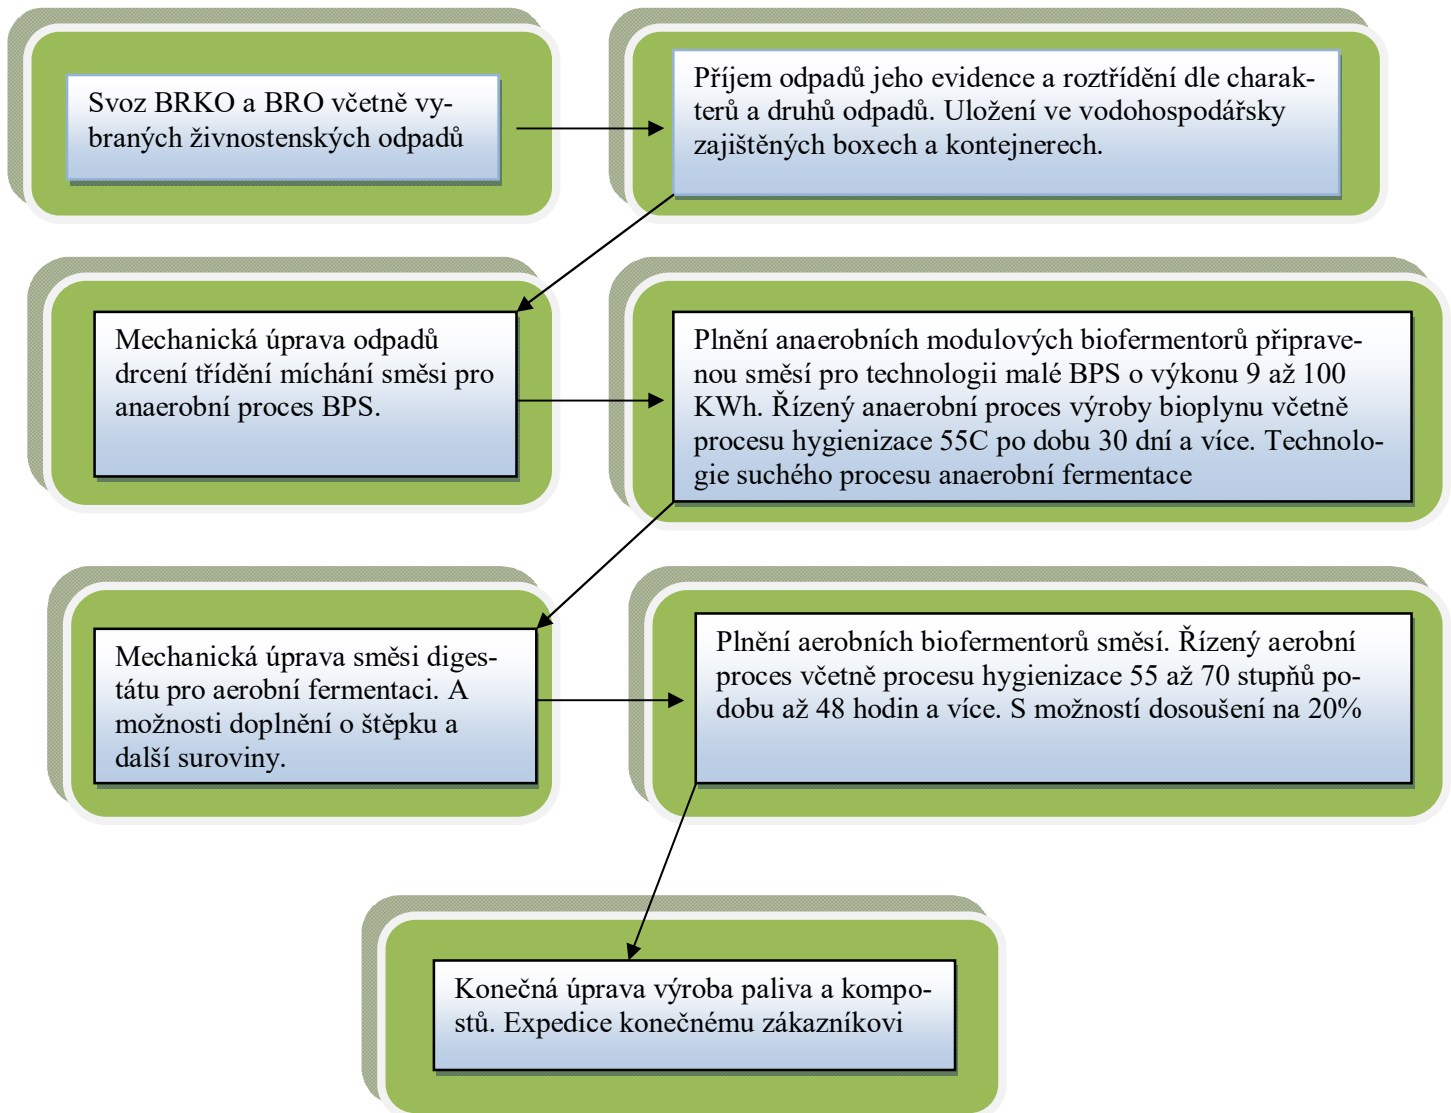 Svoz BRKO a BRO včetně vy-
braných živnostenských odpadů
Příjem odpadů jeho evidence a roztřídění dle charak-
terů a druhů odpadů. Uložení ve vodohospodářsky
zajištěných boxech a kontejnerech.
Mechanická úprava odpadů
drcení třídění míchání směsi pro
anaerobní proces BPS.
Plnění anaerobních modulových biofermentorů připrave-
nou směsí pro technologii malé BPS o výkonu 9 až 100
KWh. Řízený anaerobní proces výroby bioplynu včetně
procesu hygienizace 55C po dobu 30 dní a více. Technolo-
gie suchého procesu anaerobní fermentace
Mechanická úprava směsi diges-
tátu pro aerobní fermentaci. A
možnosti doplnění o štěpku a
další suroviny.
Plnění aerobních biofermentorů směsí. Řízený aerobní
proces včetně procesu hygienizace 55 až 70 stupňů po-
dobu až 48 hodin a více. S možností dosoušení na 20%
Konečná úprava výroba paliva a kompo-
stů. Expedice konečnému zákazníkovi